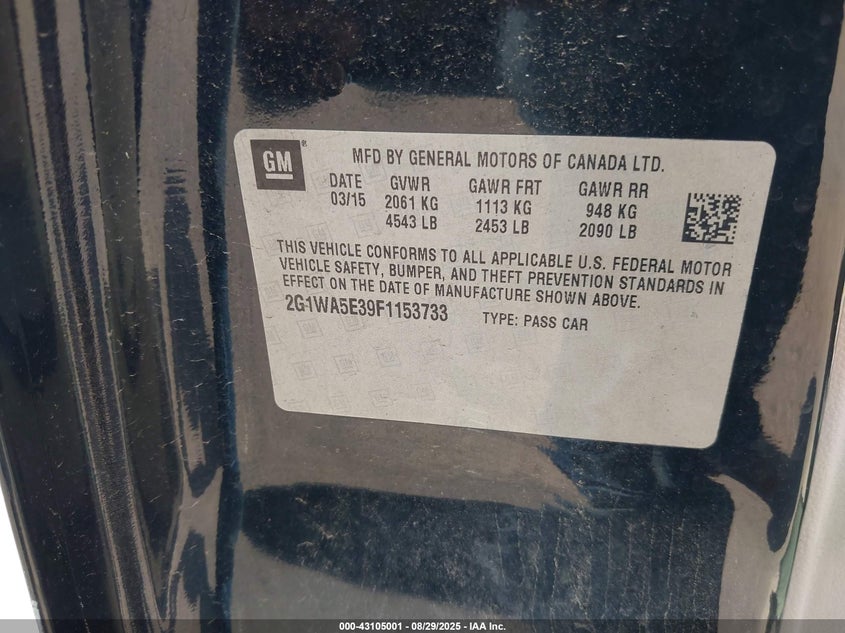 GM
MFD BY GENERAL MOTORS OF CANADA LTD.
DATE GVWR GAWR FRT GAWR RR
03/15 2061 KG 1113 KG 948 KG
4543 LB 2453 LB 2090 LB
THIS VEHICLE CONFORMS TO ALL APPLICABLE U.S. FEDERAL MOTOR
VEHICLE SAFETY, BUMPER, AND THEFT PREVENTION STANDARDS IN
EFFECT ON THE DATE OF MANUFACTURE SHOWN ABOVE.
2G1WA5E39F1153733 TYPE: PASS CAR
000-43105001 - 08/29/2025 - IAA Inc.